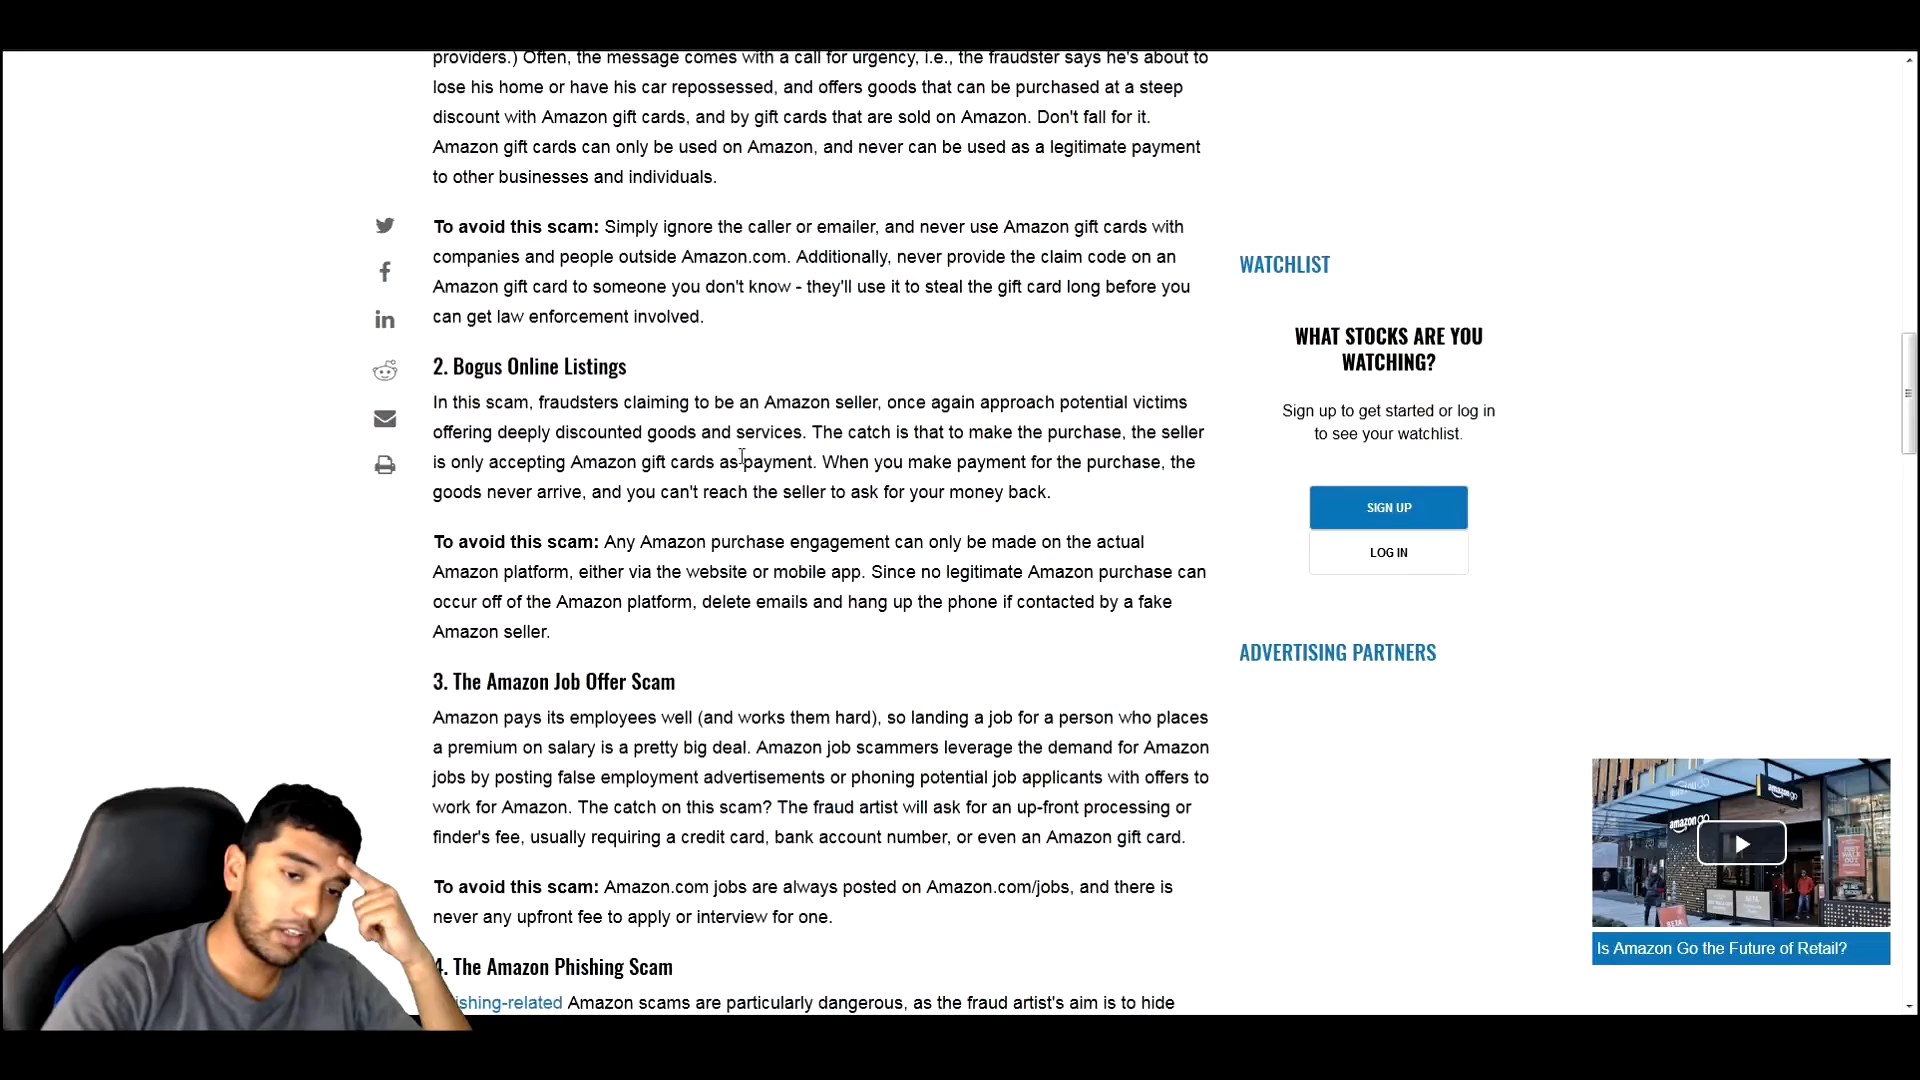 providers.) Often, the message comes with a call for urgency, i.e., the fraudster says he's about to
lose his home or have his car repossessed, and offers goods that can be purchased at a steep
discount with Amazon gift cards, and by gift cards that are sold on Amazon. Don't fall for it.
Amazon gift cards can only be used on Amazon, and never can be used as a legitimate payment
to other businesses and individuals.
To avoid this scam: Simply ignore the caller or emailer, and never use Amazon gift cards with
companies and people outside Amazon.com. Additionally, never provide the claim code on an
Amazon gift card to someone you don't know - they'll use it to steal the gift card long before you
can get law enforcement involved.
2. Bogus Online Listings
In this scam, fraudsters claiming to be an Amazon seller, once again approach potential victims
offering deeply discounted goods and services. The catch is that to make the purchase, the seller
is only accepting Amazon gift cards as payment. When you make payment for the purchase, the
goods never arrive, and you can't reach the seller to ask for your money back.
To avoid this scam: Any Amazon purchase engagement can only be made on the actual
Amazon platform, either via the website or mobile app. Since no legitimate Amazon purchase can
occur off of the Amazon platform, delete emails and hang up the phone if contacted by a fake
Amazon seller.
3. The Amazon Job Offer Scam
Amazon pays its employees well (and works them hard), so landing a job for a person who places
a premium on salary is a pretty big deal. Amazon job scammers leverage the demand for Amazon
jobs by posting false employment advertisements or phoning potential job applicants with offers to
work for Amazon. The catch on this scam? The fraud artist will ask for an up-front processing or
finder's fee, usually requiring a credit card, bank account number, or even an Amazon gift card.
To avoid this scam: Amazon.com jobs are always posted on Amazon.com/jobs, and there is
never any upfront fee to apply or interview for one.
4. The Amazon Phishing Scam
ishing-related Amazon scams are particularly dangerous, as the fraud artist's aim is to hide
WATCHLIST
WHAT STOCKS ARE YOU
WATCHING?
Sign up to get started or log in
to see your watchlist.
SIGN UP
LOG IN
ADVERTISING PARTNERS
amazon go
amazon go
Is Amazon Go the Future of Retail?